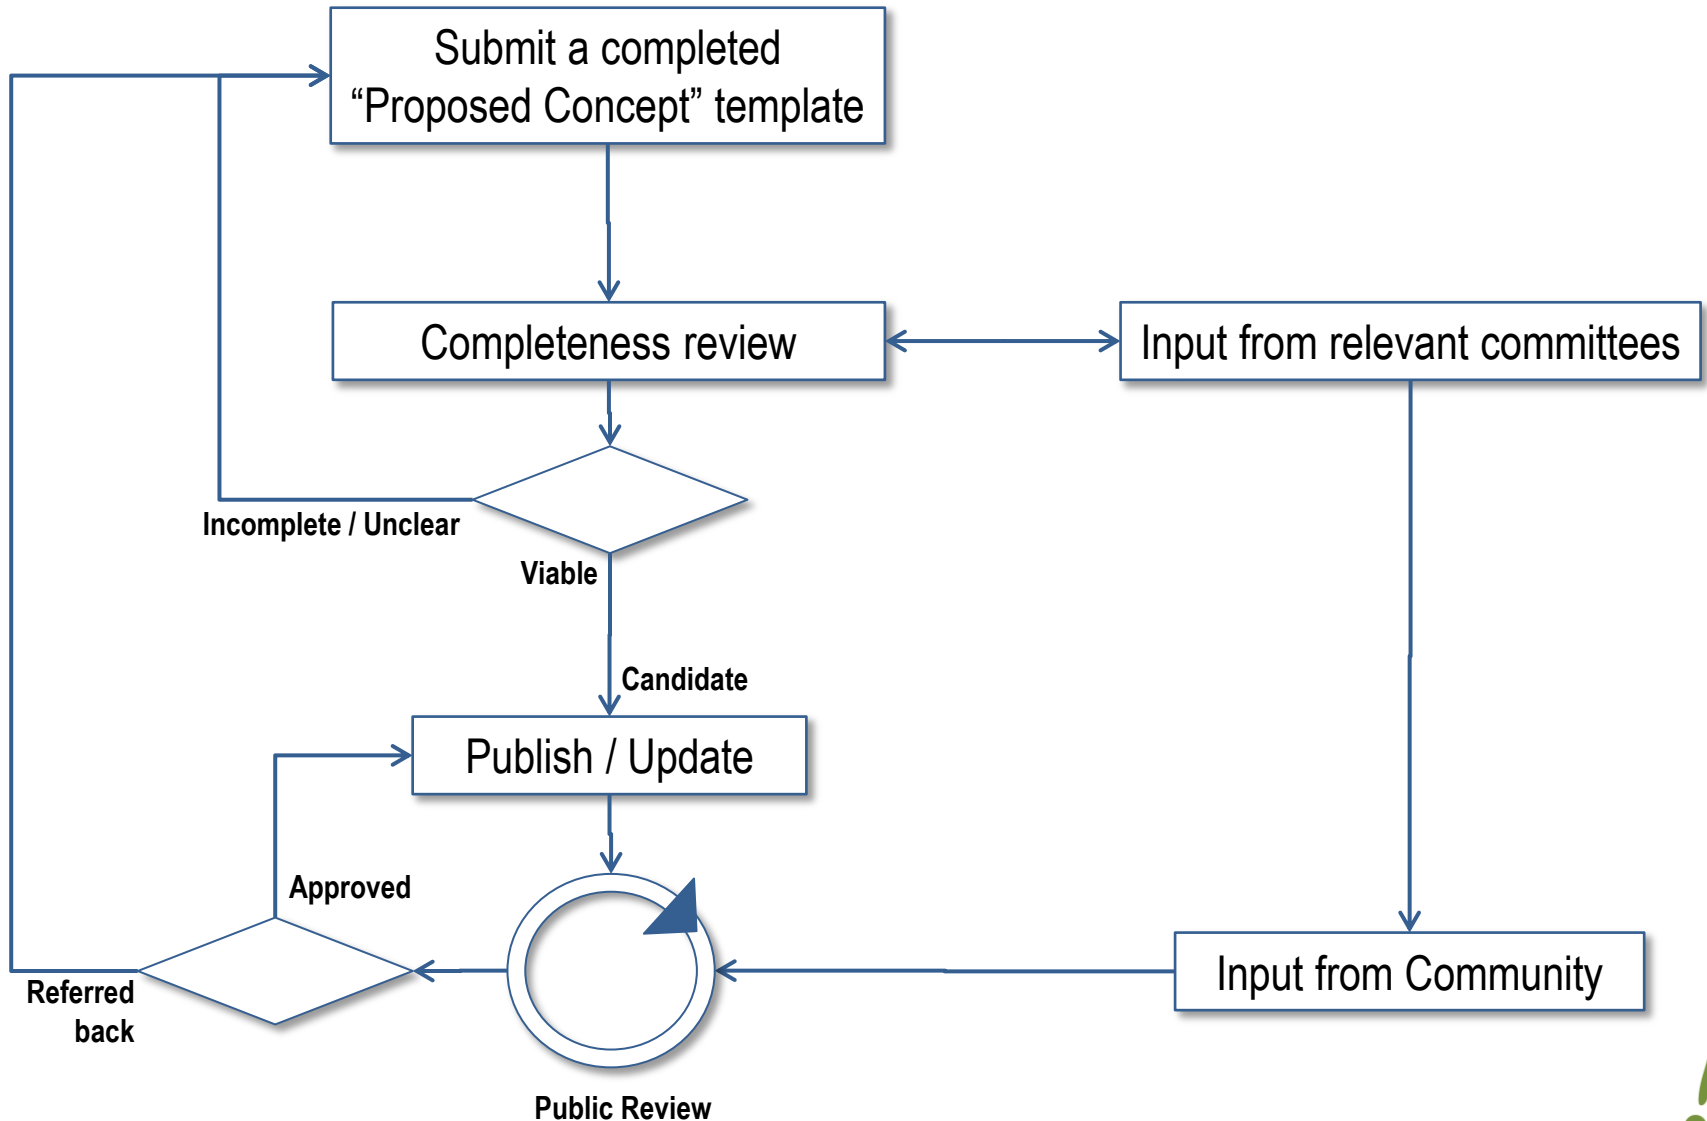 Submit a completed
“Proposed Concept” template
Completeness review
Input from relevant committees
Incomplete / Unclear
Viable
Candidate
Publish / Update
Approved
Referred
back
Input from Community
Public Review